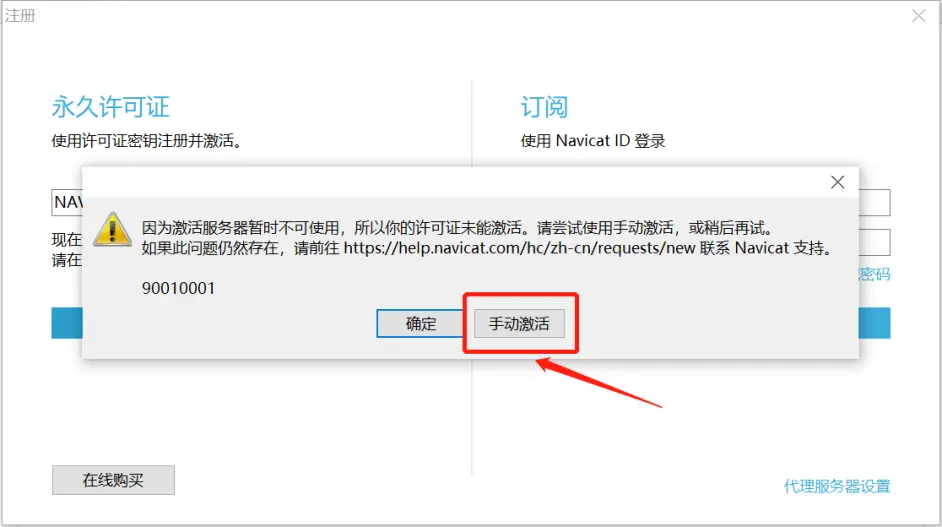 注册
永久许可证
使用许可证密钥注册并激活。
订阅
使用 Navicat ID 登录
NAV
现在
请在
密码
因为激活服务器暂时不可使用，所以你的许可证未能激活。请尝试使用手动激活，或稍后再试。
如果此问题仍然存在，请前往 https://help.navicat.com/hc/zh-cn/requests/new 联系 Navicat 支持。
90010001
确定
手动激活
在线购买
代理服务器设置